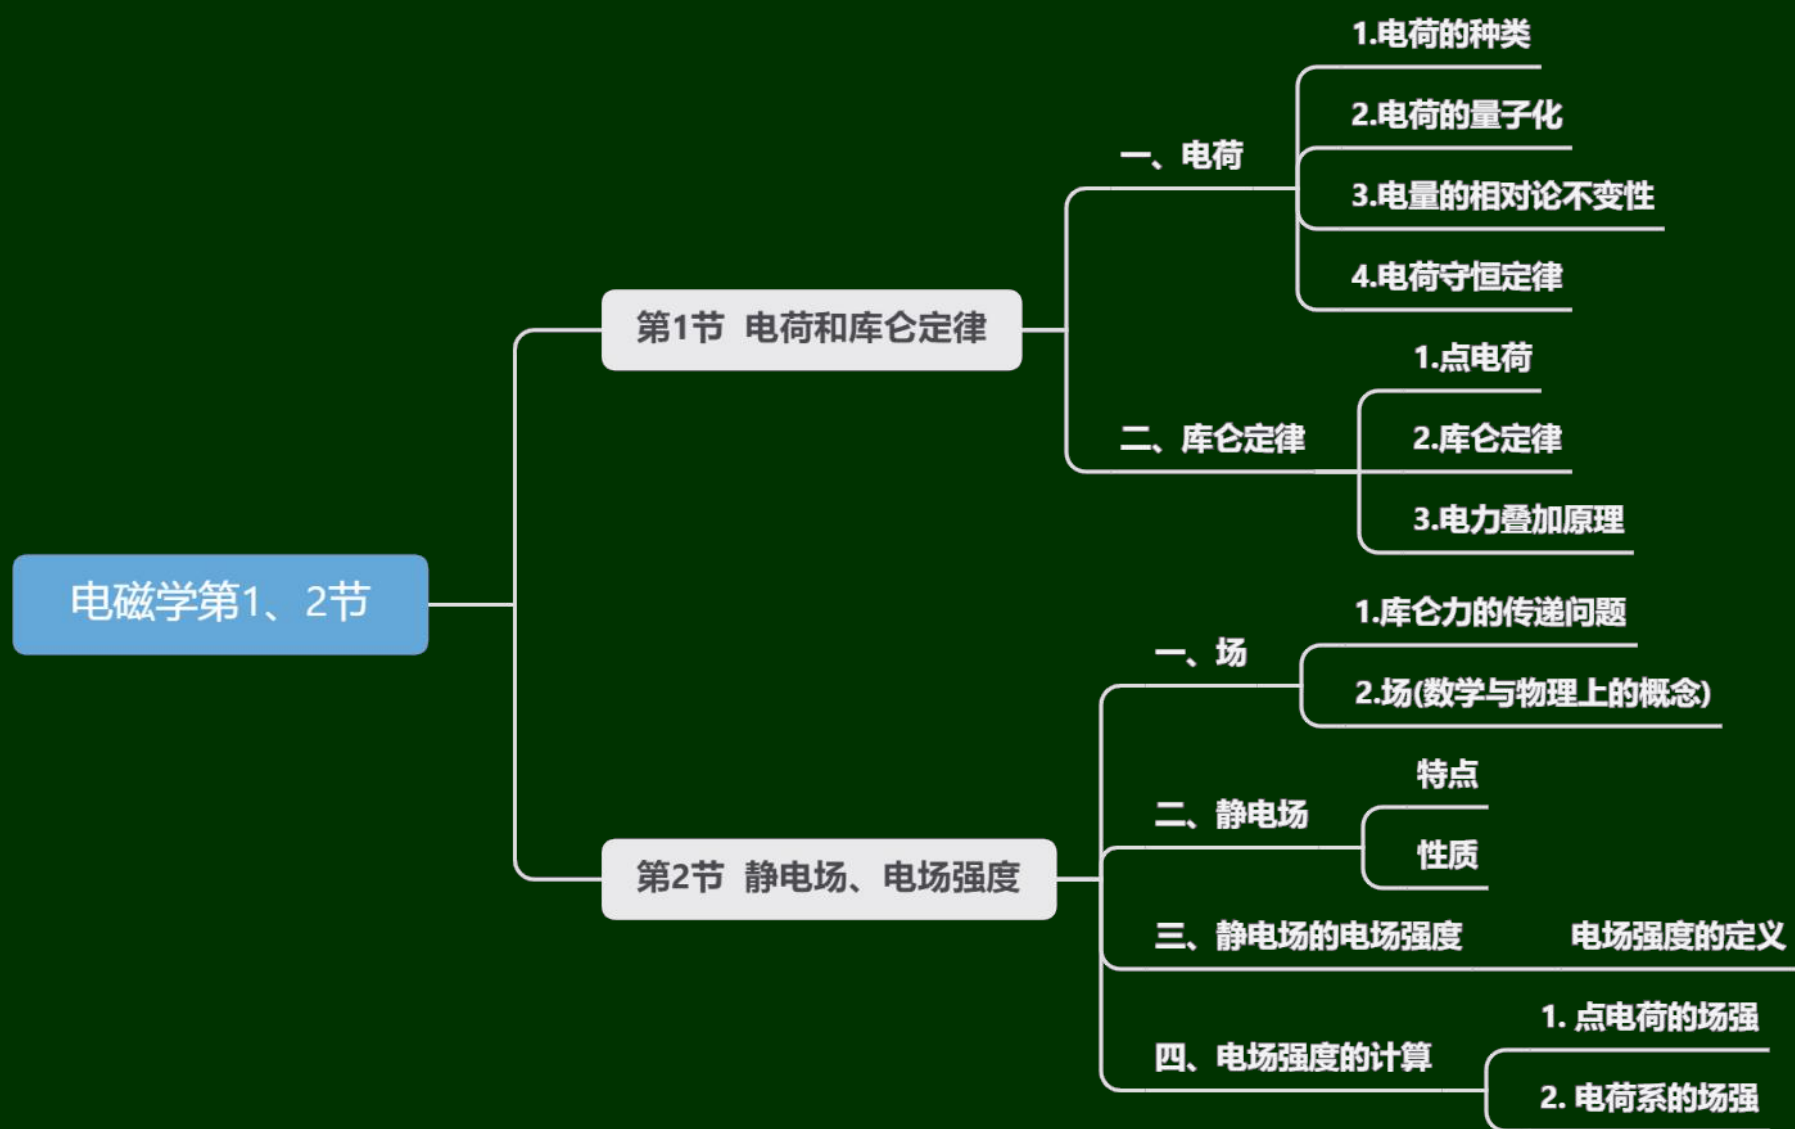 电磁学第1、2节
第1节 电荷和库仑定律
一、电荷
1.电荷的种类
2.电荷的量子化
3.电量的相对论不变性
4.电荷守恒定律
二、库仑定律
1.点电荷
2.库仑定律
3.电力叠加原理
第2节 静电场、电场强度
一、场
1.库仑力的传递问题
2.场(数学与物理上的概念)
二、静电场
特点
性质
三、静电场的电场强度
电场强度的定义
四、电场强度的计算
1. 点电荷的场强
2. 电荷系的场强